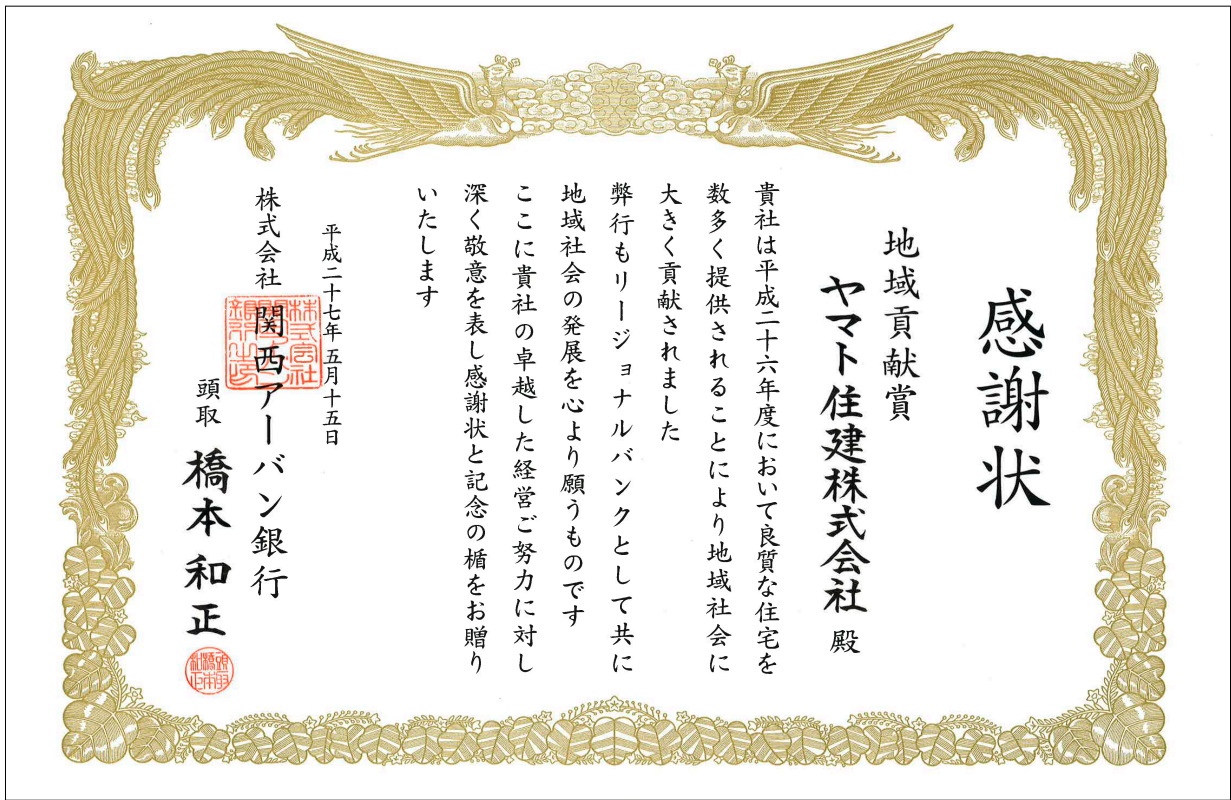 感謝状
地域貢献賞
ヤマト住建株式会社 殿
貴社は平成二十六年度において良質な住宅を
数多く提供されることにより地域社会に
大きく貢献されました
弊行もリージョナルバンクとして共に
地域社会の発展を心より願うものです
ここに貴社の卓越した経営ご努力に対し
深く敬意を表し感謝状と記念の楯をお贈り
いたします
平成二十七年五月十五日
株式会社 関西アーバン銀行
頭取 橋本和正